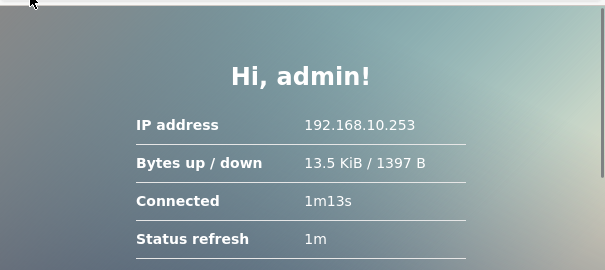 Hi, admin!
IP address 192.168.10.253
Bytes up / down 13.5 KiB / 1397 B
Connected 1m13s
Status refresh 1m